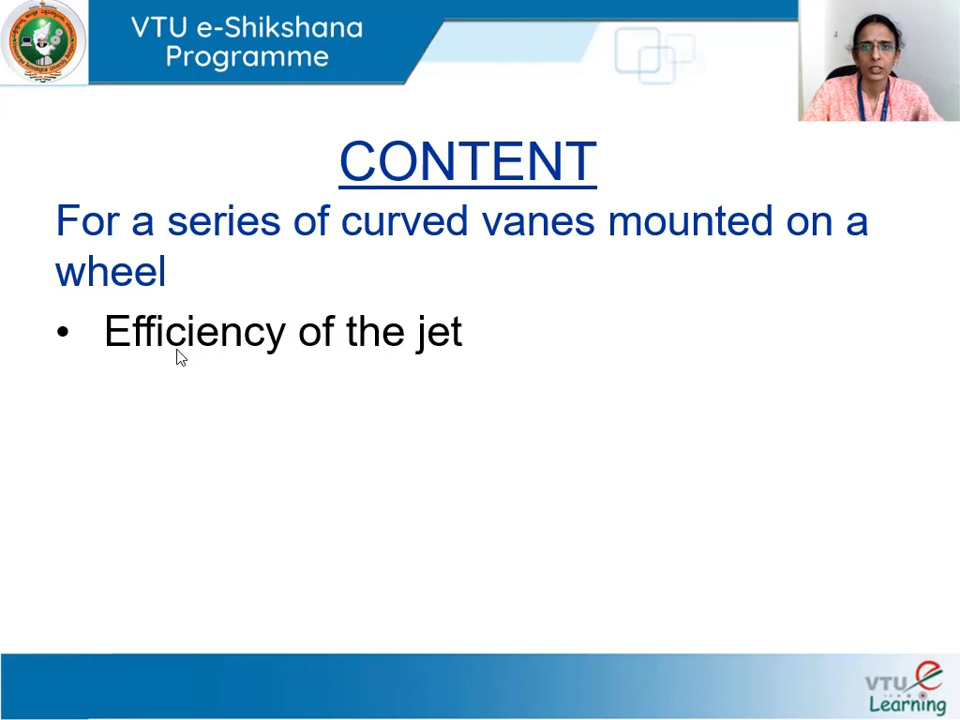 VTU e-Shikshana
Programme
CONTENT
For a series of curved vanes mounted on a
wheel
• Efficiency of the jet
VTU e
Learning